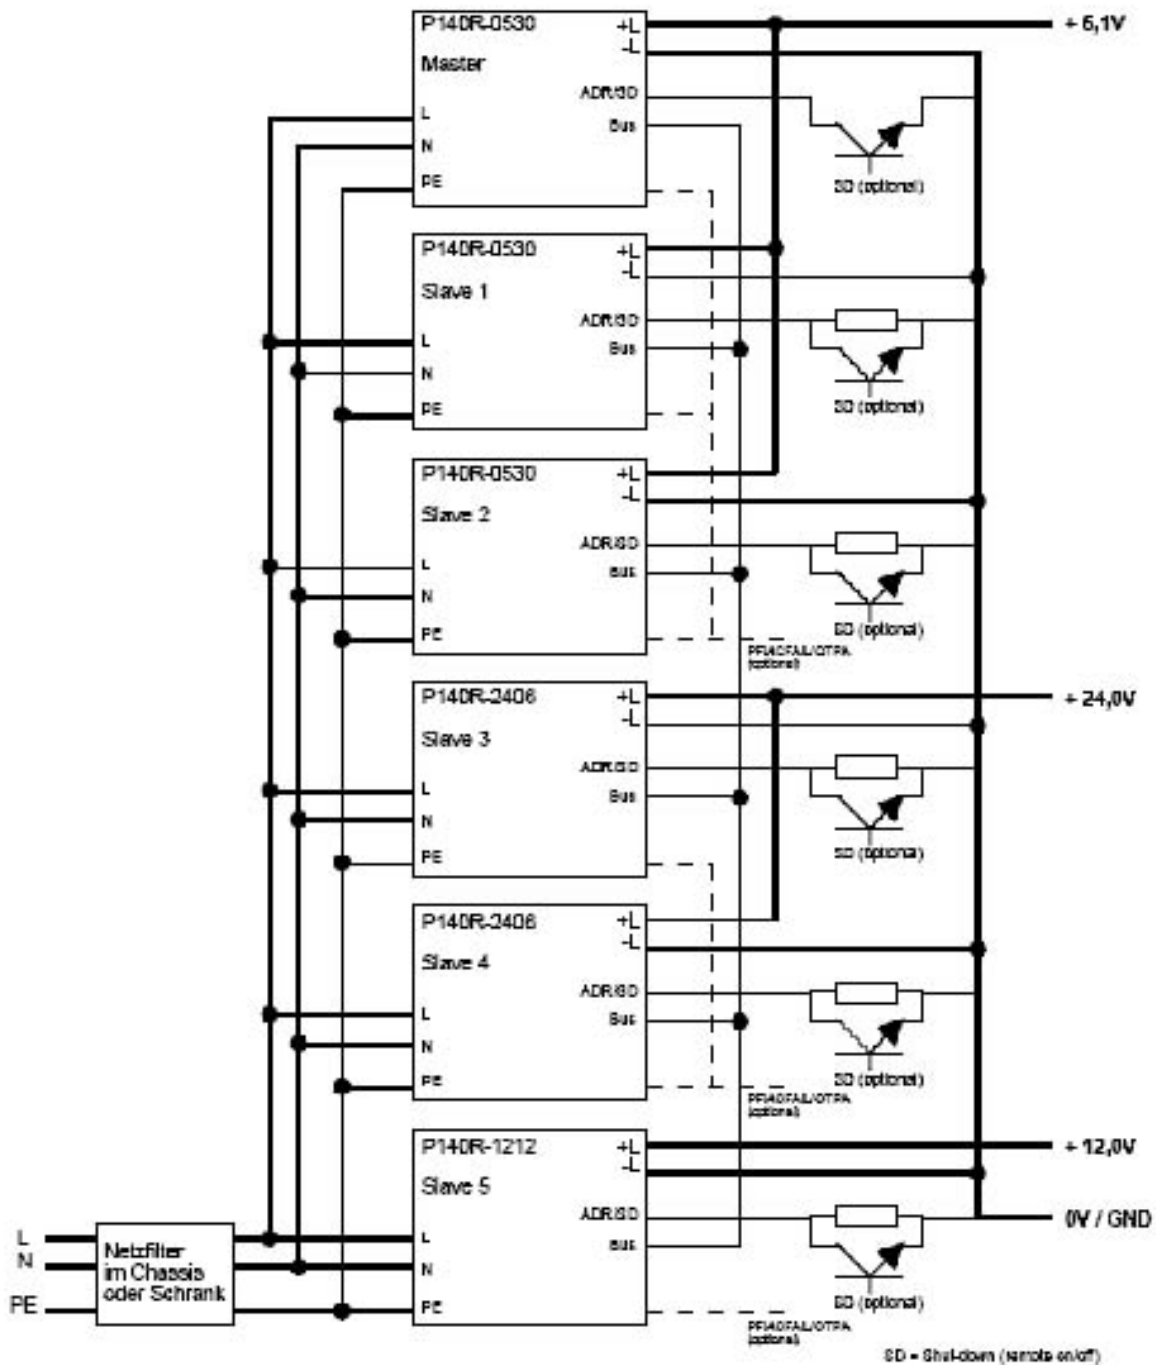 P140R-0530
+L
+ 5,1V
-L
Master
ADR/SD
L
Bus
N
PE
SD (optional)
P140R-0530
+L
-L
Slave 1
ADR/SD
L
Bus
N
SD (optional)
PE
P140R-0530
+L
-L
Slave 2
ADR/SD
L
Bus
N
SD (optional)
PE
(optional)
P140R-2406
+L
+ 24,0V
-L
Slave 3
ADR/SD
L
Bus
N
SD (optional)
PE
P140R-2406
+L
-L
Slave 4
ADR/SD
L
Bus
N
SD (optional)
PE
(optional)
P140R-1212
+L
+ 12,0V
-L
Slave 5
ADR/SD
0V / GND
L
L
Bus
Netzfilter
im Chassis
oder Schrank
N
N
PE
PE
SD (optional)
(optional)
SD = Shut-down (remote on/off)